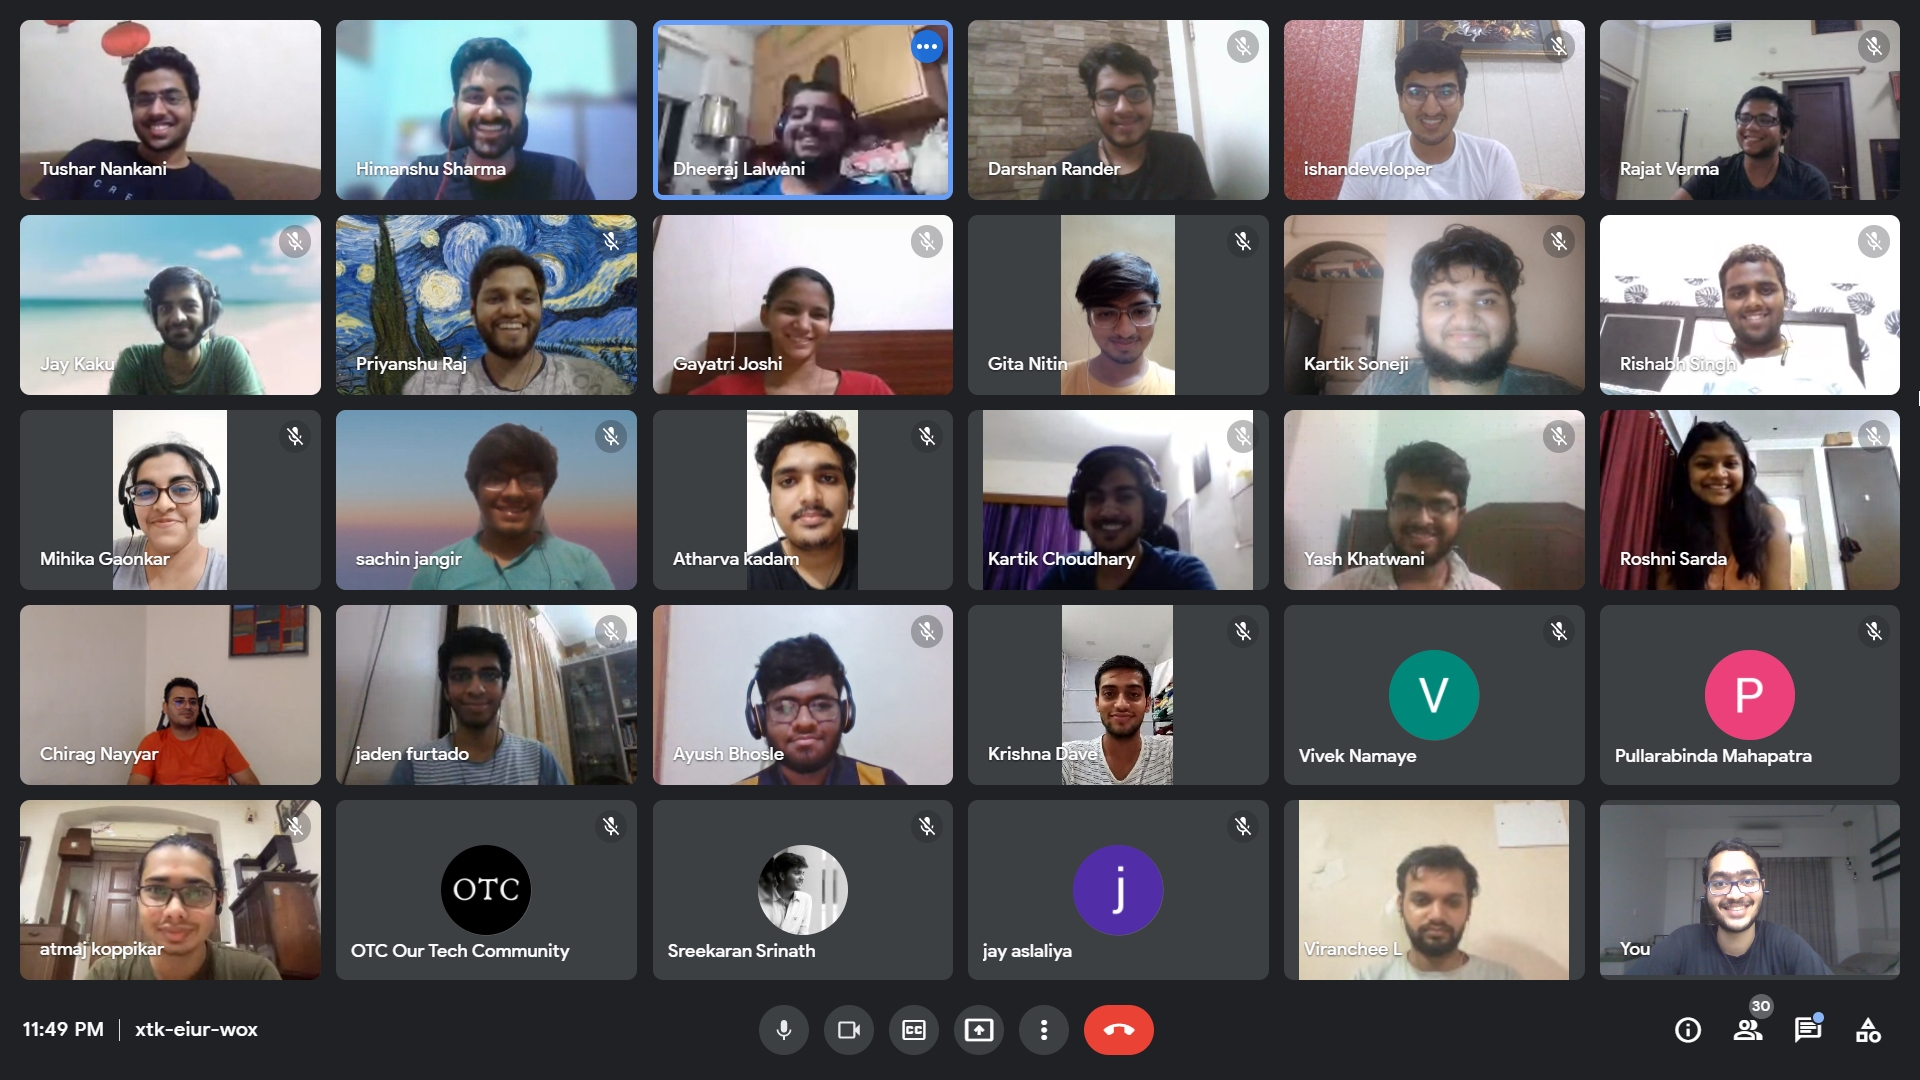 Tushar Nankani
CRE
Himanshu Sharma
Dheeraj Lalwani
Darshan Rander
ishandeveloper
Rajat Verma
Jay Kaku
Priyanshu Raj
Gayatri Joshi
Gita Nitin
Kartik Soneji
Rishabh Singh
Mihika Gaonkar
sachin jangir
Atharva kadam
Kartik Choudhary
Yash Khatwani
Roshni Sarda
Chirag Nayyar
jaden furtado
Ayush Bhosle
Krishna Dave
V
Vivek Namaye
P
Pullarabinda Mahapatra
atmaj koppikar
OTC
OTC Our Tech Community
Sreekaran Srinath
j
jay aslaliya
Viranchee L
You
11:49 PM | xtk-eiur-wox
CC
30